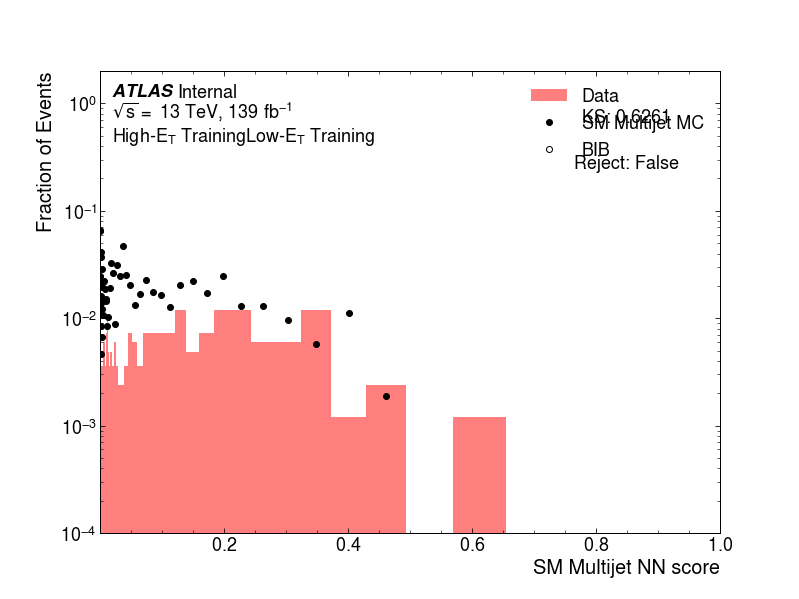 ATLAS Internal
√s = 13 TeV, 139 fb⁻¹
High-E_T TrainingLow-E_T Training
Data
KS: 0.6261
SM Multijet MC
BIB
Reject: False
Fraction of Events
10⁰
10⁻¹
10⁻²
10⁻³
10⁻⁴
0.2 0.4 0.6 0.8 1.0
SM Multijet NN score